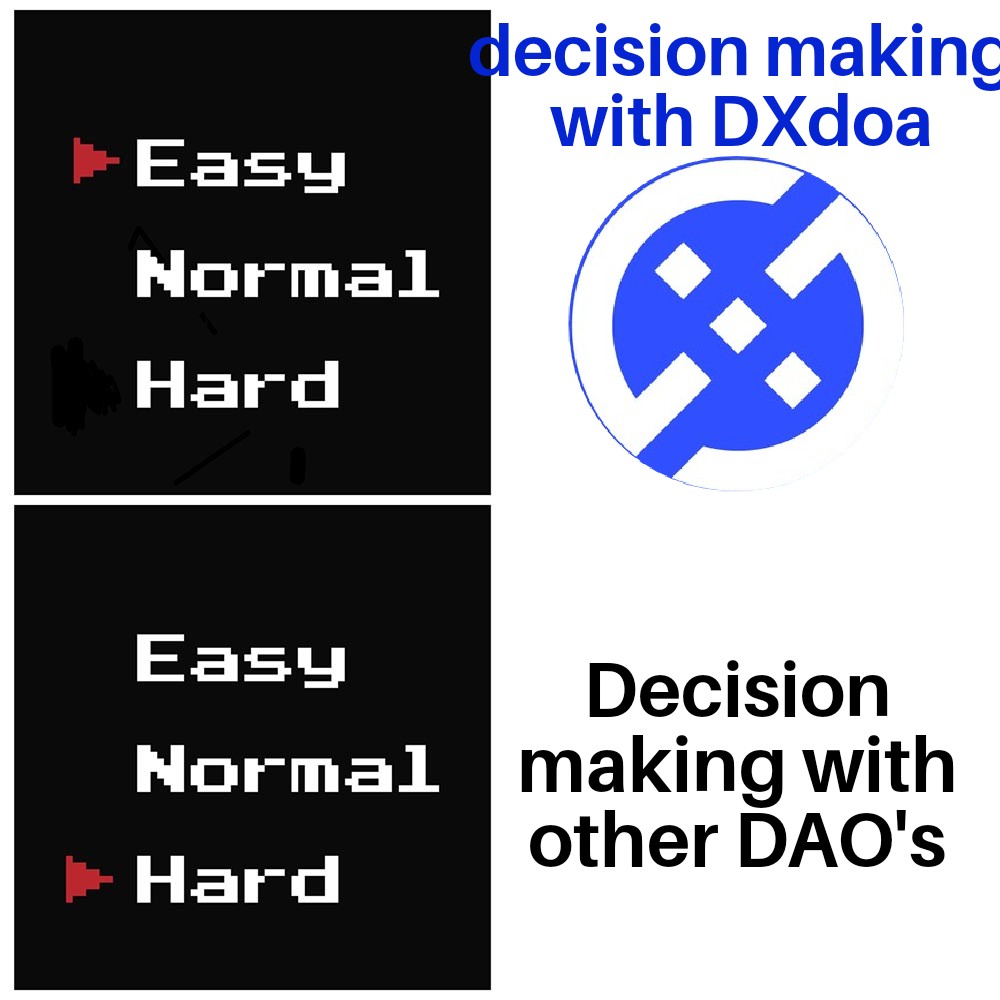 decision making
with DXdoa
Easy
Normal
Hard
Easy
Normal
Hard
Decision
making with
other DAO's